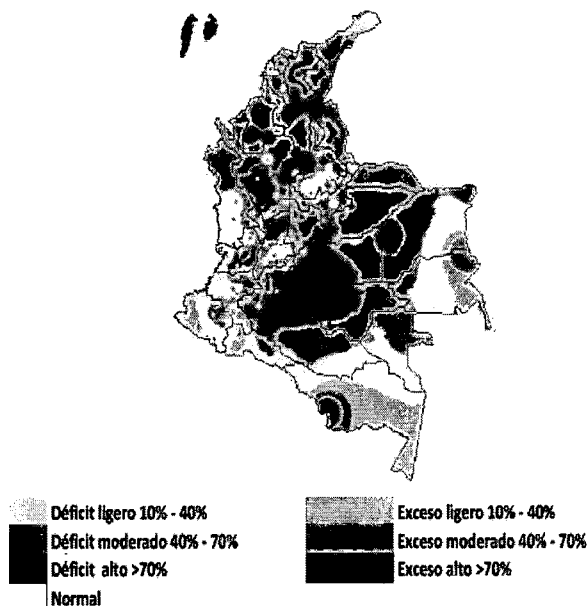 Déficit ligero 10% - 40%
Déficit moderado 40% - 70%
Déficit alto >70%
Normal
Exceso ligero 10% - 40%
Exceso moderado 40% - 70%
Exceso alto >70%